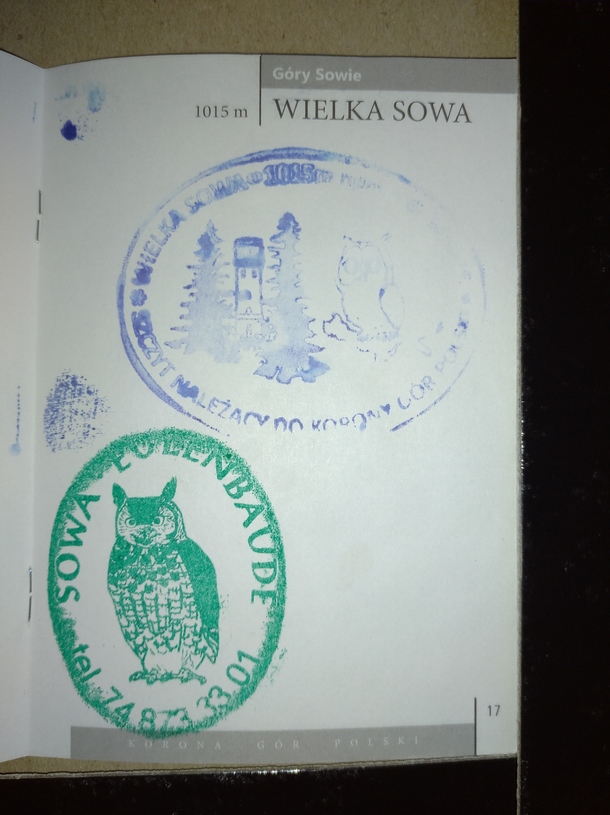 Góry Sowie
1015 m
WIELKA SOWA
WIELKA SOWA 1015m
SZCZYT NALEŻĄCY DO KORONY GÓR POLSKI
SOWA EULENBAUDE
tel. 74 873 33 01
17
KORONA GÓR POLSKI